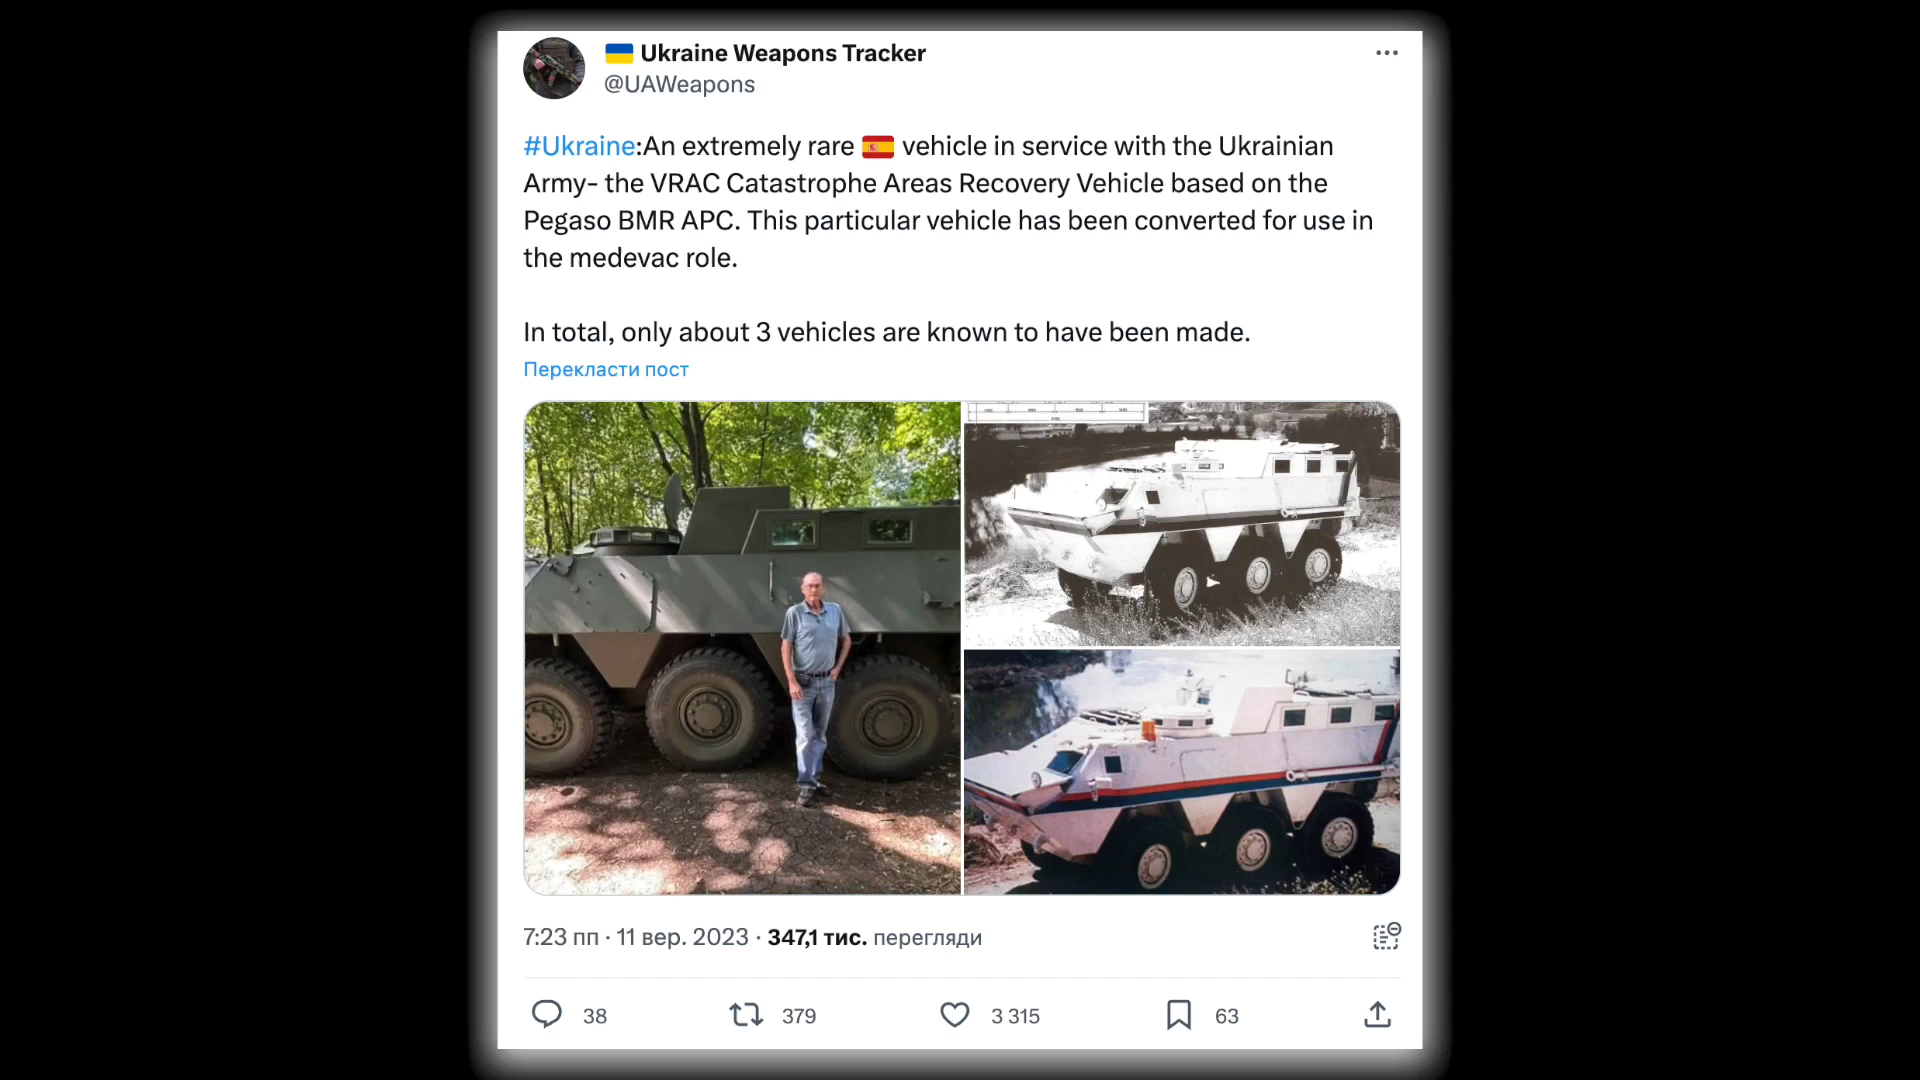 🇺🇦 Ukraine Weapons Tracker
@UAWeapons
#Ukraine:An extremely rare 🇪🇸 vehicle in service with the Ukrainian
Army- the VRAC Catastrophe Areas Recovery Vehicle based on the
Pegaso BMR APC. This particular vehicle has been converted for use in
the medevac role.
In total, only about 3 vehicles are known to have been made.
Перекласти пост
7:23 пп · 11 вер. 2023 · 347,1 тис. перегляди
38 379 3 315 63